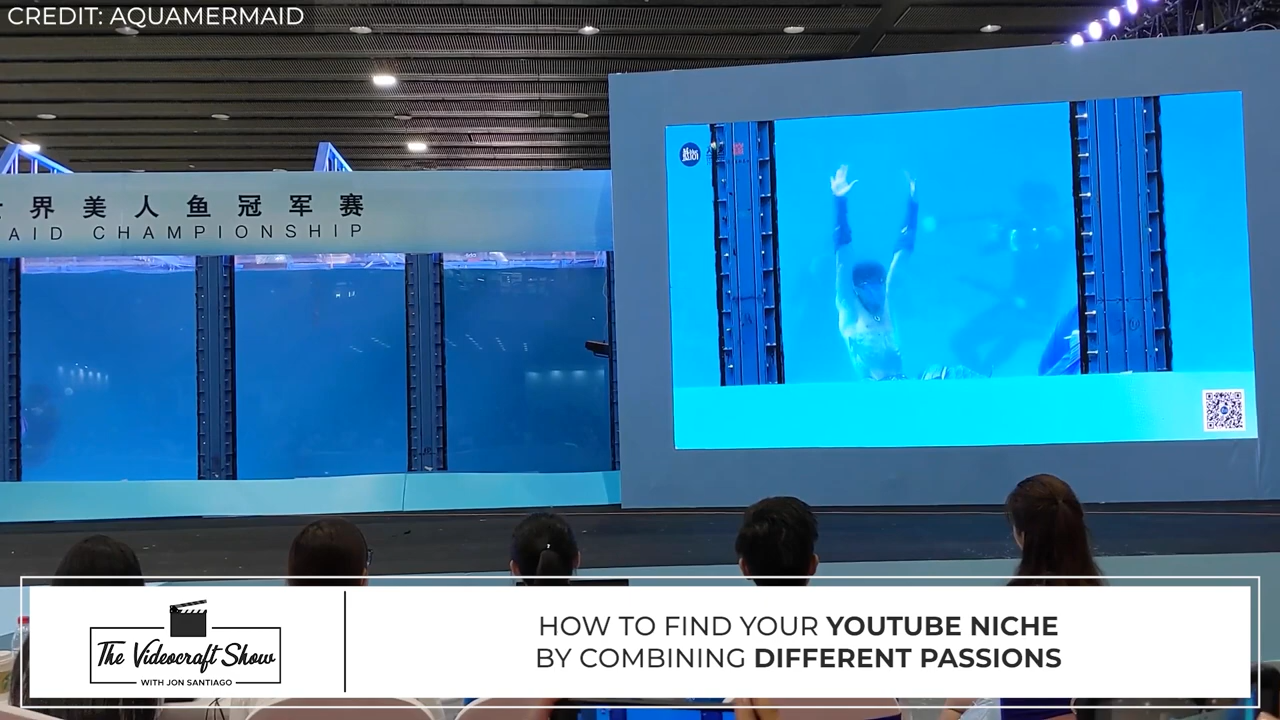 CREDIT: AQUAMERMAID
界美人鱼冠军赛
AID CHAMPIONSHIP
The Videocraft Show
WITH JON SANTIAGO
HOW TO FIND YOUR YOUTUBE NICHE
BY COMBINING DIFFERENT PASSIONS